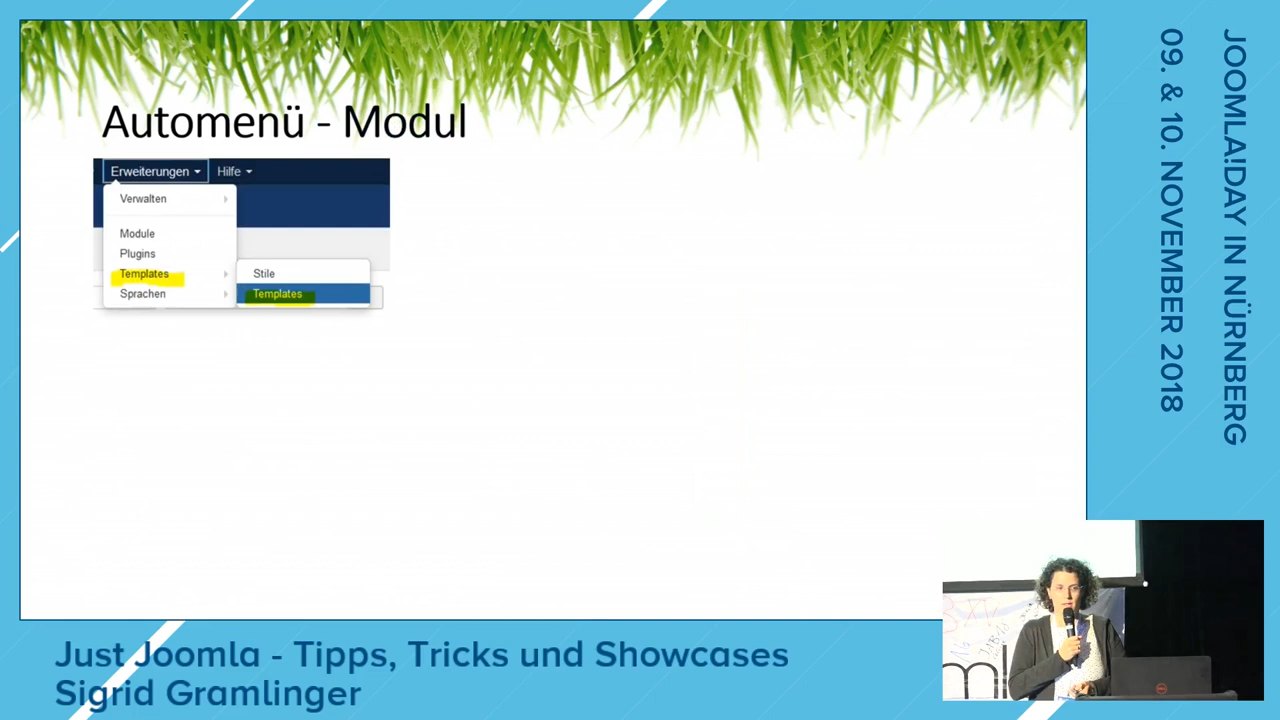 Automenü - Modul
Erweiterungen Hilfe
Verwalten
Module
Plugins
Templates
Sprachen
Stile
Templates
JOOMLA!DAY IN NÜRNBERG
09. & 10. NOVEMBER 2018
Just Joomla - Tipps, Tricks und Showcases
Sigrid Gramlinger